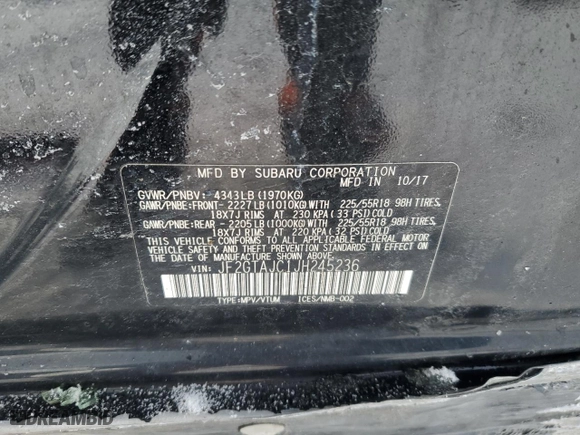 MFD BY SUBARU CORPORATION
MFD IN 10/17
GVWR/PNBV: 4343LB(1970KG)
GAWR/PNBE:FRONT- 2227LB(1010KG)WITH 225/55R18 98H TIRES,
18X7J RIMS AT 230 KPA(33 PSI)COLD
GAWR/PNBE:REAR -2205LB(1000KG)WITH 225/55R18 98H TIRES,
18X7J RIMS AT 220 KPA(32 PSI)COLD
THIS VEHICLE CONFORMS TO ALL APPLICABLE FEDERAL MOTOR
VEHICLE SAFETY AND THEFT PREVENTION STANDARDS IN EFFECT
ON THE DATE OF MANUFACTURE SHOWN ABOVE.
VIN: JF2GTAJC1JH245236
TYPE:MPV/VTUM ICES/NMB-002
DREAMBID